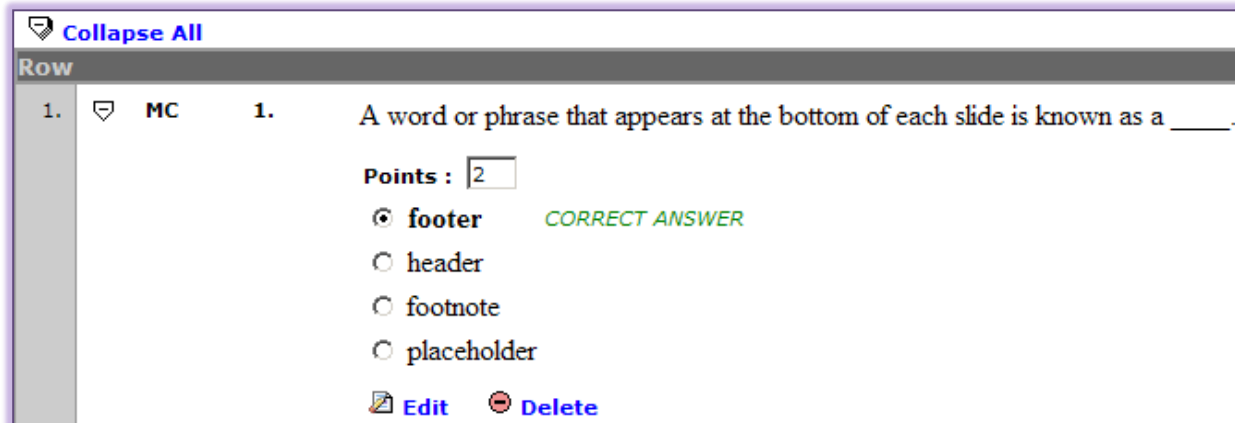 Collapse All
Row
1. MC 1. A word or phrase that appears at the bottom of each slide is known as a ____.
Points : 2
footer CORRECT ANSWER
header
footnote
placeholder
Edit Delete